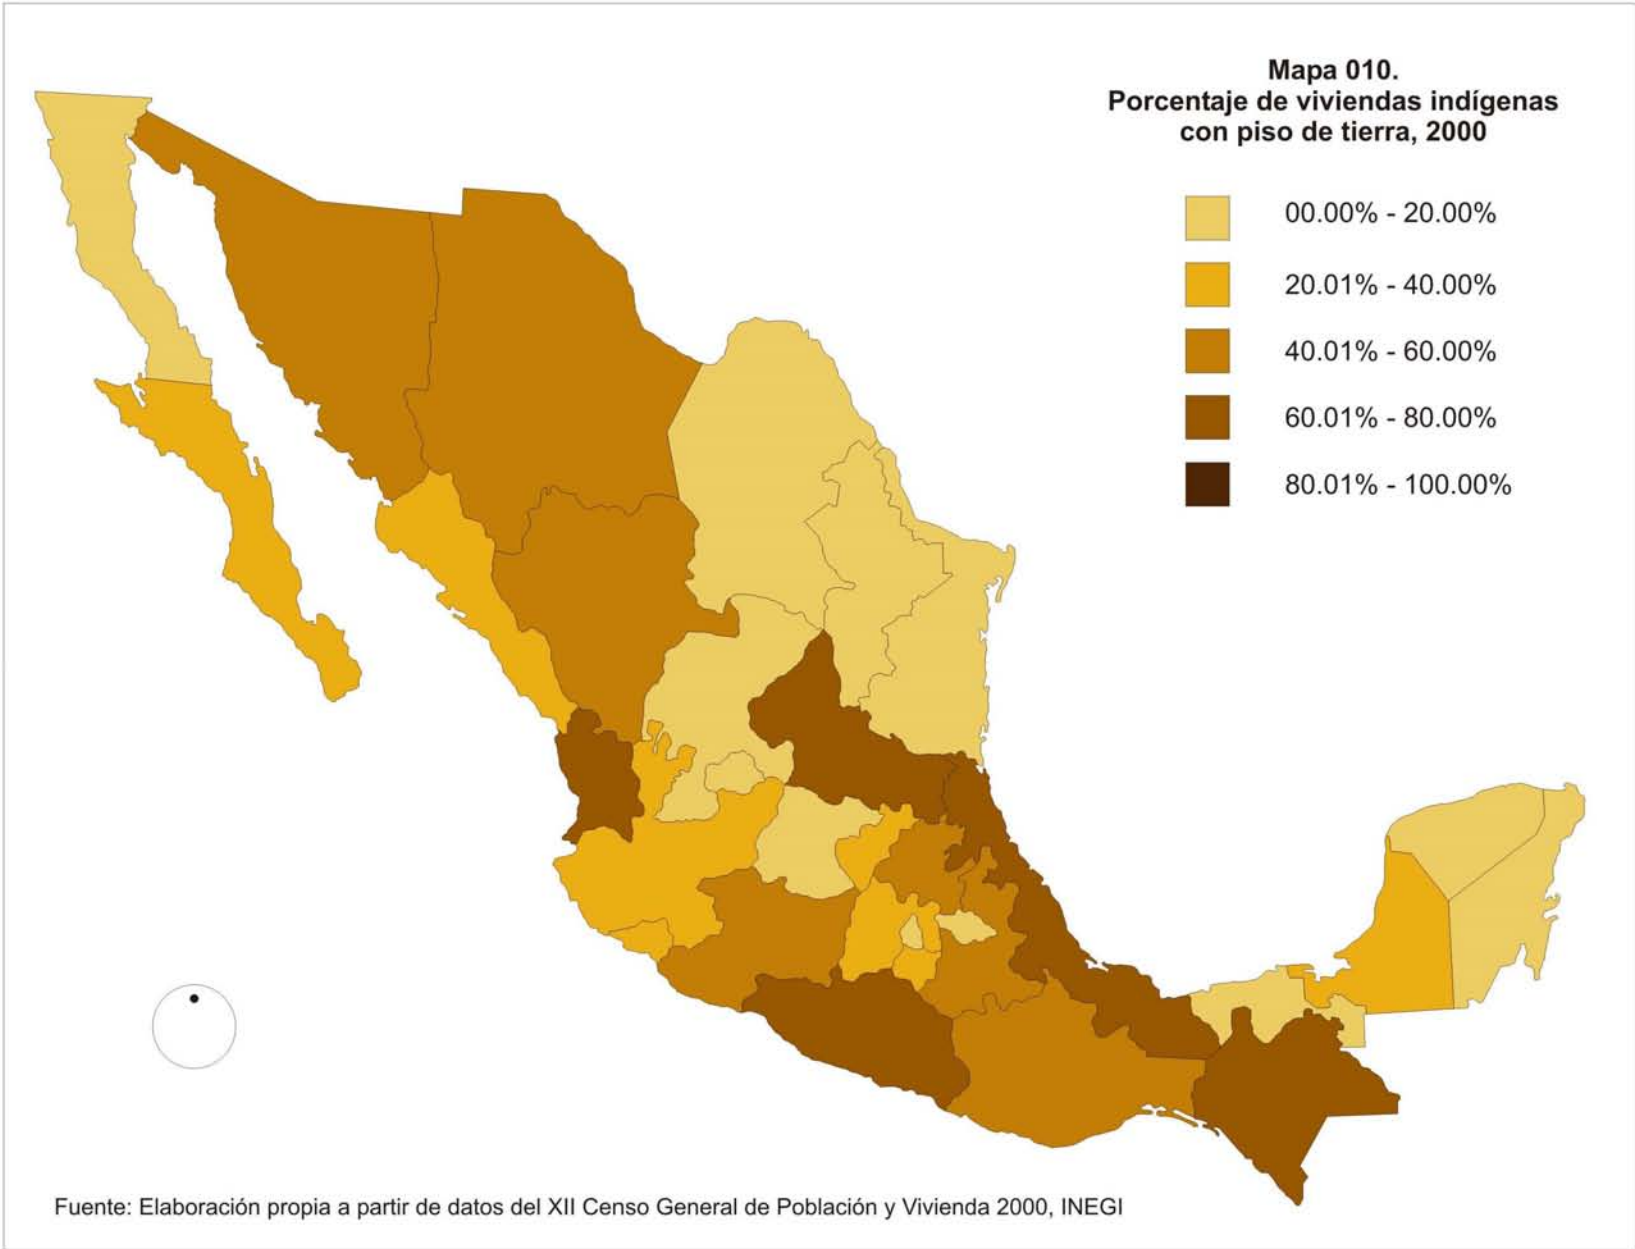 Mapa 010.
Porcentaje de viviendas indígenas
con piso de tierra, 2000
00.00% - 20.00%
20.01% - 40.00%
40.01% - 60.00%
60.01% - 80.00%
80.01% - 100.00%
Fuente: Elaboración propia a partir de datos del XII Censo General de Población y Vivienda 2000, INEGI